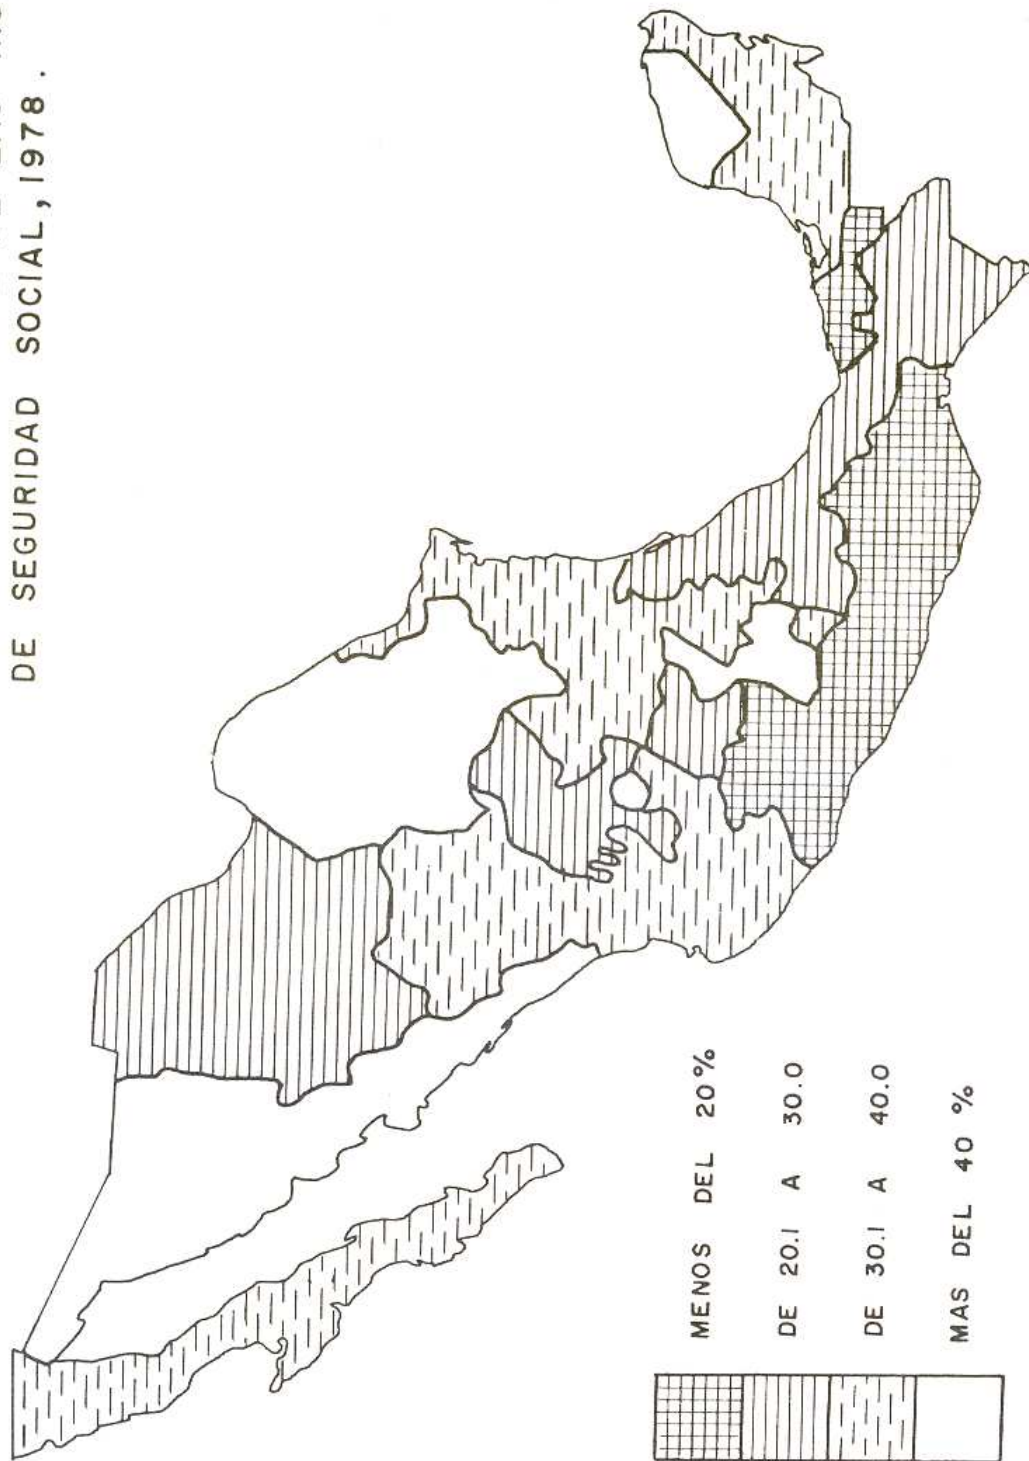 DE SEGURIDAD SOCIAL, 1978.
MENOS DEL 20%
DE 20.1 A 30.0
DE 30.1 A 40.0
MAS DEL 40 %